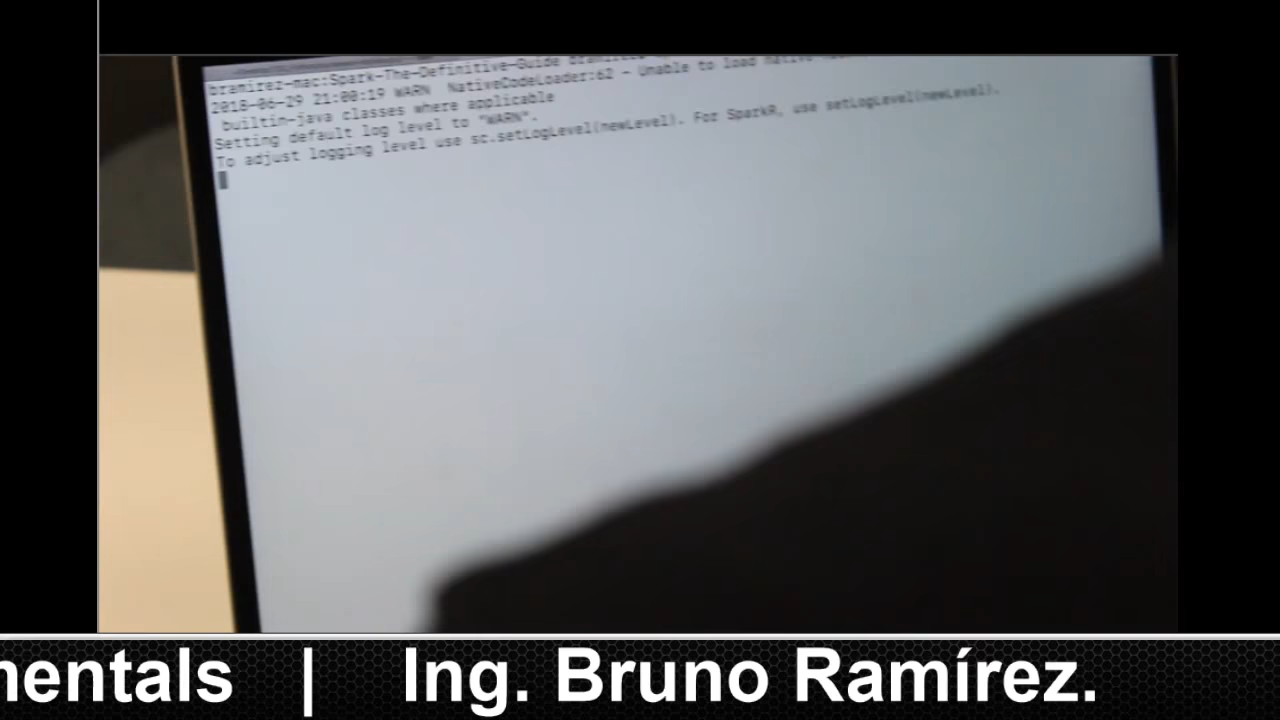 bramirez-mac:Spark-The-Definitive-Guide
2018-06-29 21:00:19 WARN NativeCodeLoader:62 - Unable to load
builtin-java classes where applicable
Setting default log level to "WARN".
To adjust logging level use sc.setLogLevel(newLevel). For SparkR, use setLogLevel(newLevel).
mentals | Ing. Bruno Ramírez.